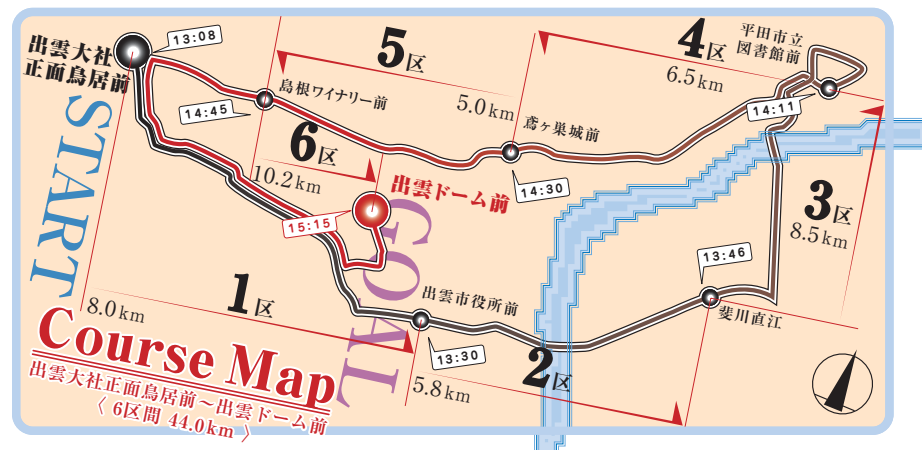 出雲大社
正面鳥居前
13:08
START
5区
5.0km
4区
6.5km
平田市立
図書館前
14:11
島根ワイナリー前
14:45
鳶ヶ巣城前
14:30
6区
10.2km
出雲ドーム前
15:15
GOAL
3区
8.5km
13:46
斐川直江
1区
8.0km
出雲市役所前
13:30
2区
5.8km
Course Map
出雲大社正面鳥居前〜出雲ドーム前
〈 6区間 44.0km 〉